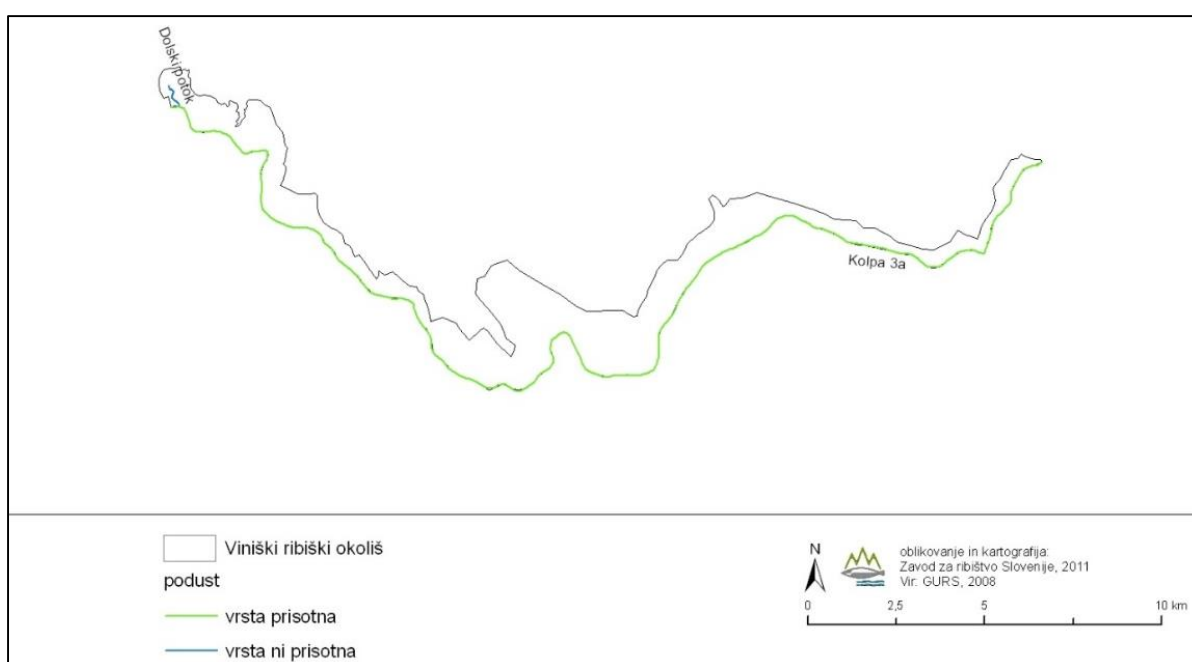 Dolski potok
Kolpa 3a
Viniški ribiški okoliš
podust
vrsta prisotna
vrsta ni prisotna
N
oblikovanje in kartografija:
Zavod za ribištvo Slovenije, 2011
Vir: GURS, 2008
0 2,5 5 10 km